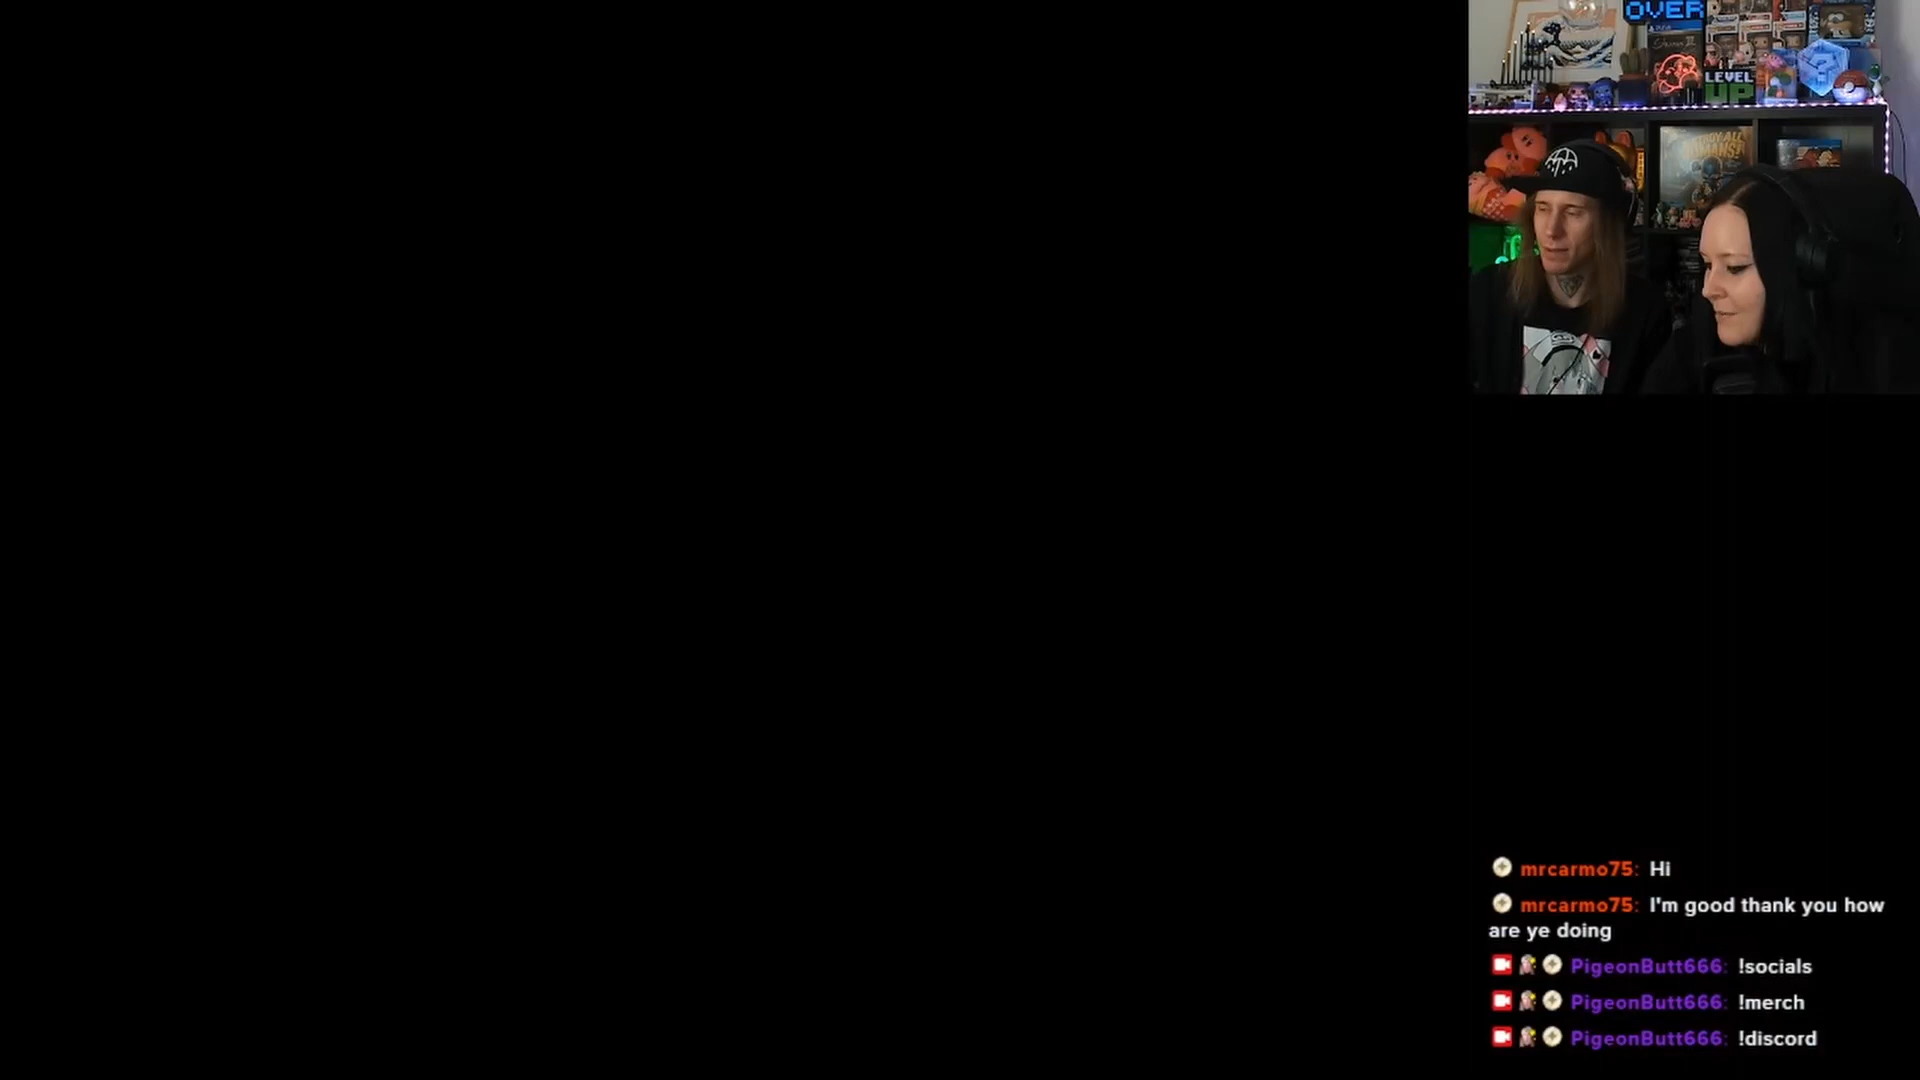 OVER
LEVEL
UP
mrcarmo75: Hi
mrcarmo75: I'm good thank you how
are ye doing
PigeonButt666: !socials
PigeonButt666: !merch
PigeonButt666: !discord